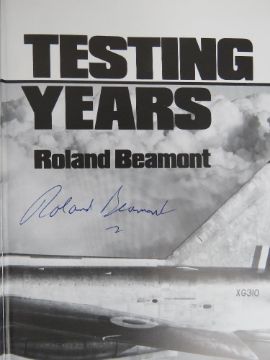 TESTING
YEARS
Roland Beamont
Roland Beamont
XG310